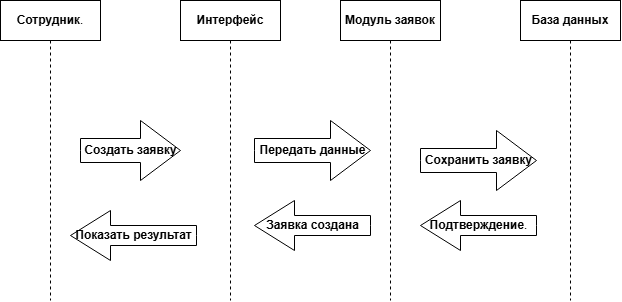 Сотрудник.
Интерфейс
Модуль заявок
База данных
Создать заявку
Передать данные
Сохранить заявку
Показать результат
Заявка создана
Подтверждение.